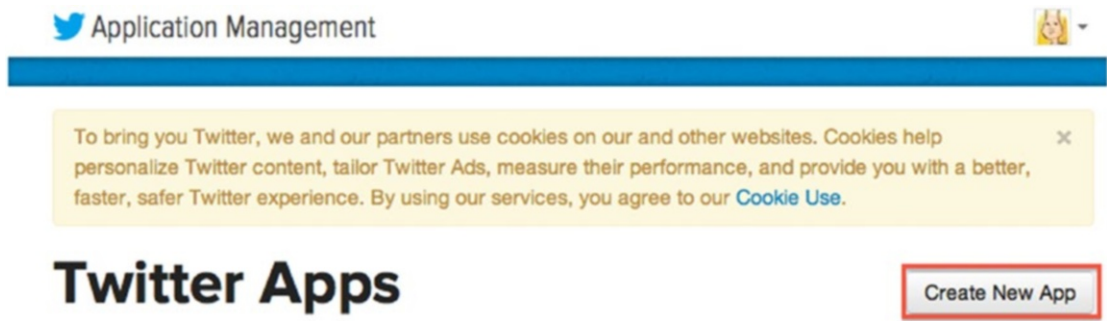 Application Management
To bring you Twitter, we and our partners use cookies on our and other websites. Cookies help
personalize Twitter content, tailor Twitter Ads, measure their performance, and provide you with a better,
faster, safer Twitter experience. By using our services, you agree to our Cookie Use.
×
Twitter Apps
Create New App